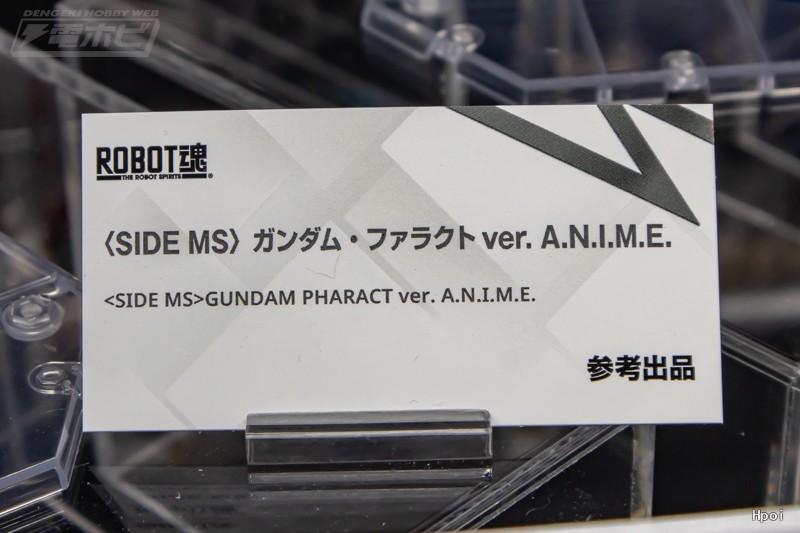 DENGEKI HOBBY WEB
電ホビ
ROBOT魂
THE ROBOT SPIRITS
®
〈SIDE MS〉 ガンダム・ファラクト ver. A.N.I.M.E.
<SIDE MS>GUNDAM PHARACT ver. A.N.I.M.E.
参考出品
Hpoi